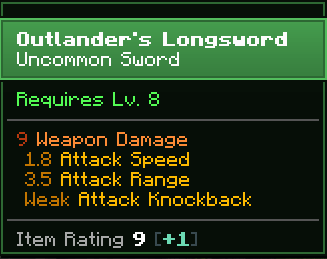 Outlander's Longsword
Uncommon Sword
Requires Lv. 8
9 Weapon Damage
1.8 Attack Speed
3.5 Attack Range
Weak Attack Knockback
Item Rating 9 [+1]